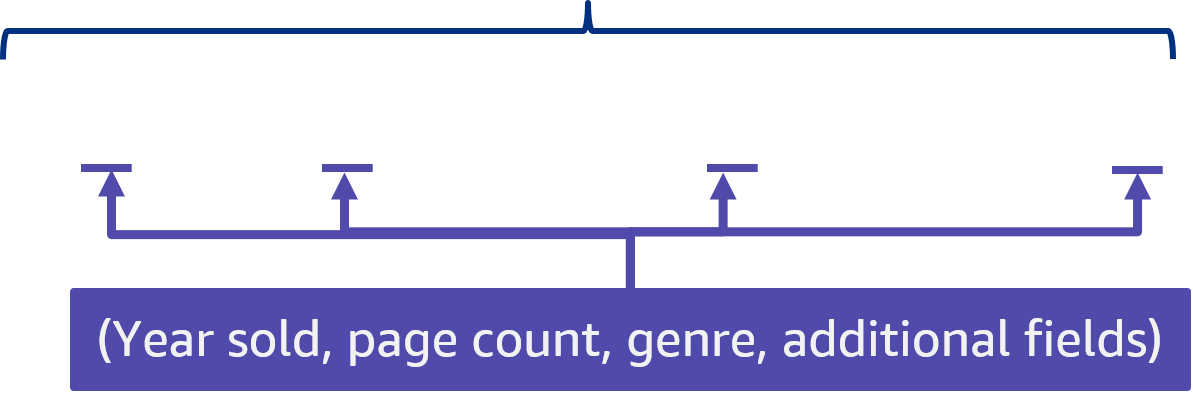 (Year sold, page count, genre, additional fields)